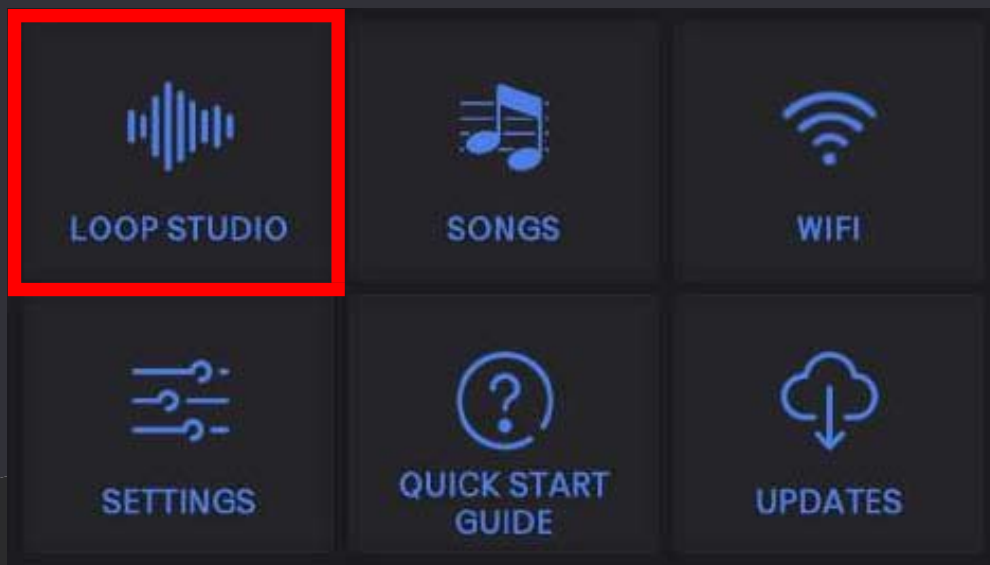 LOOP STUDIO
SONGS
WIFI
SETTINGS
QUICK START
GUIDE
UPDATES